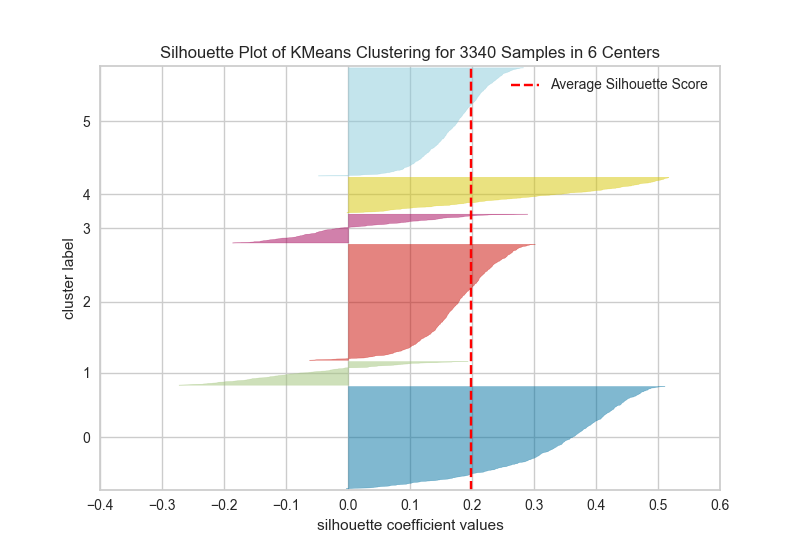 Silhouette Plot of KMeans Clustering for 3340 Samples in 6 Centers
Average Silhouette Score
5
4
3
2
1
0
cluster label
−0.4 −0.3 −0.2 −0.1 0.0 0.1 0.2 0.3 0.4 0.5 0.6
silhouette coefficient values